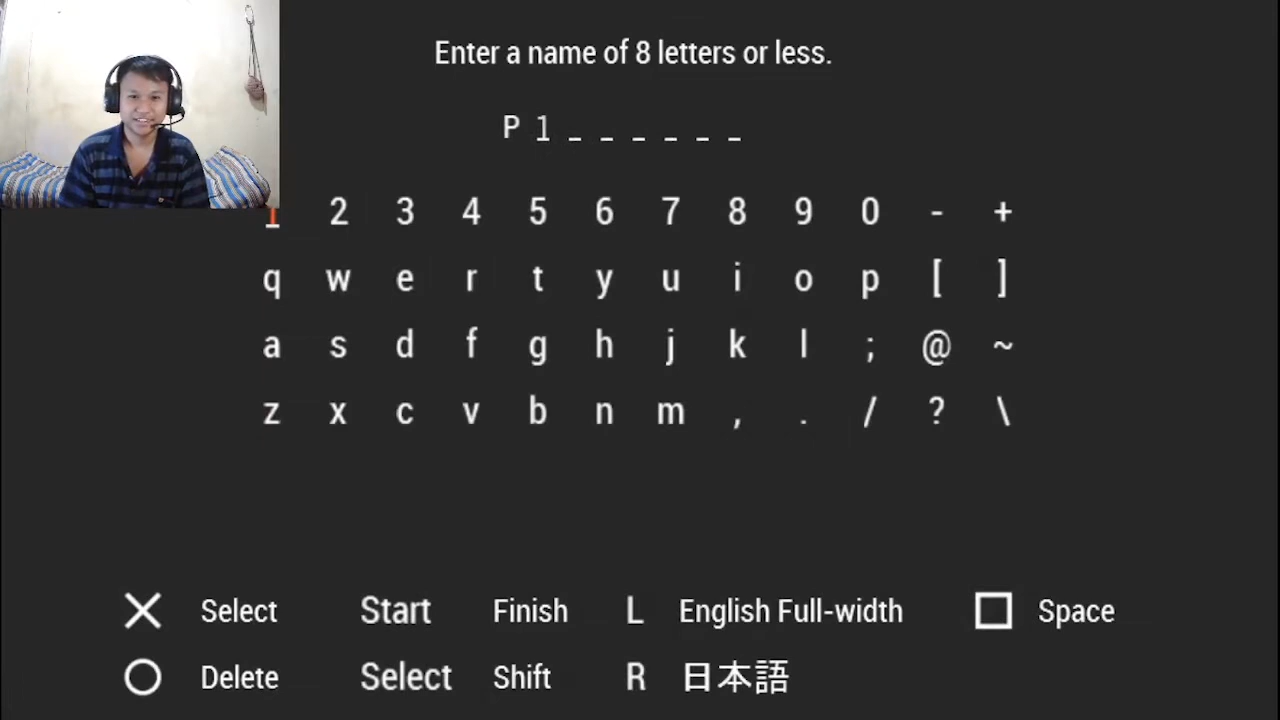 Enter a name of 8 letters or less.
P 1 _ _ _ _ _ _
1 2 3 4 5 6 7 8 9 0 - +
q w e r t y u i o p [ ]
a s d f g h j k l ; @ ~
z x c v b n m , . / ? \
Select Start Finish L English Full-width Space
Delete Select Shift R 日本語